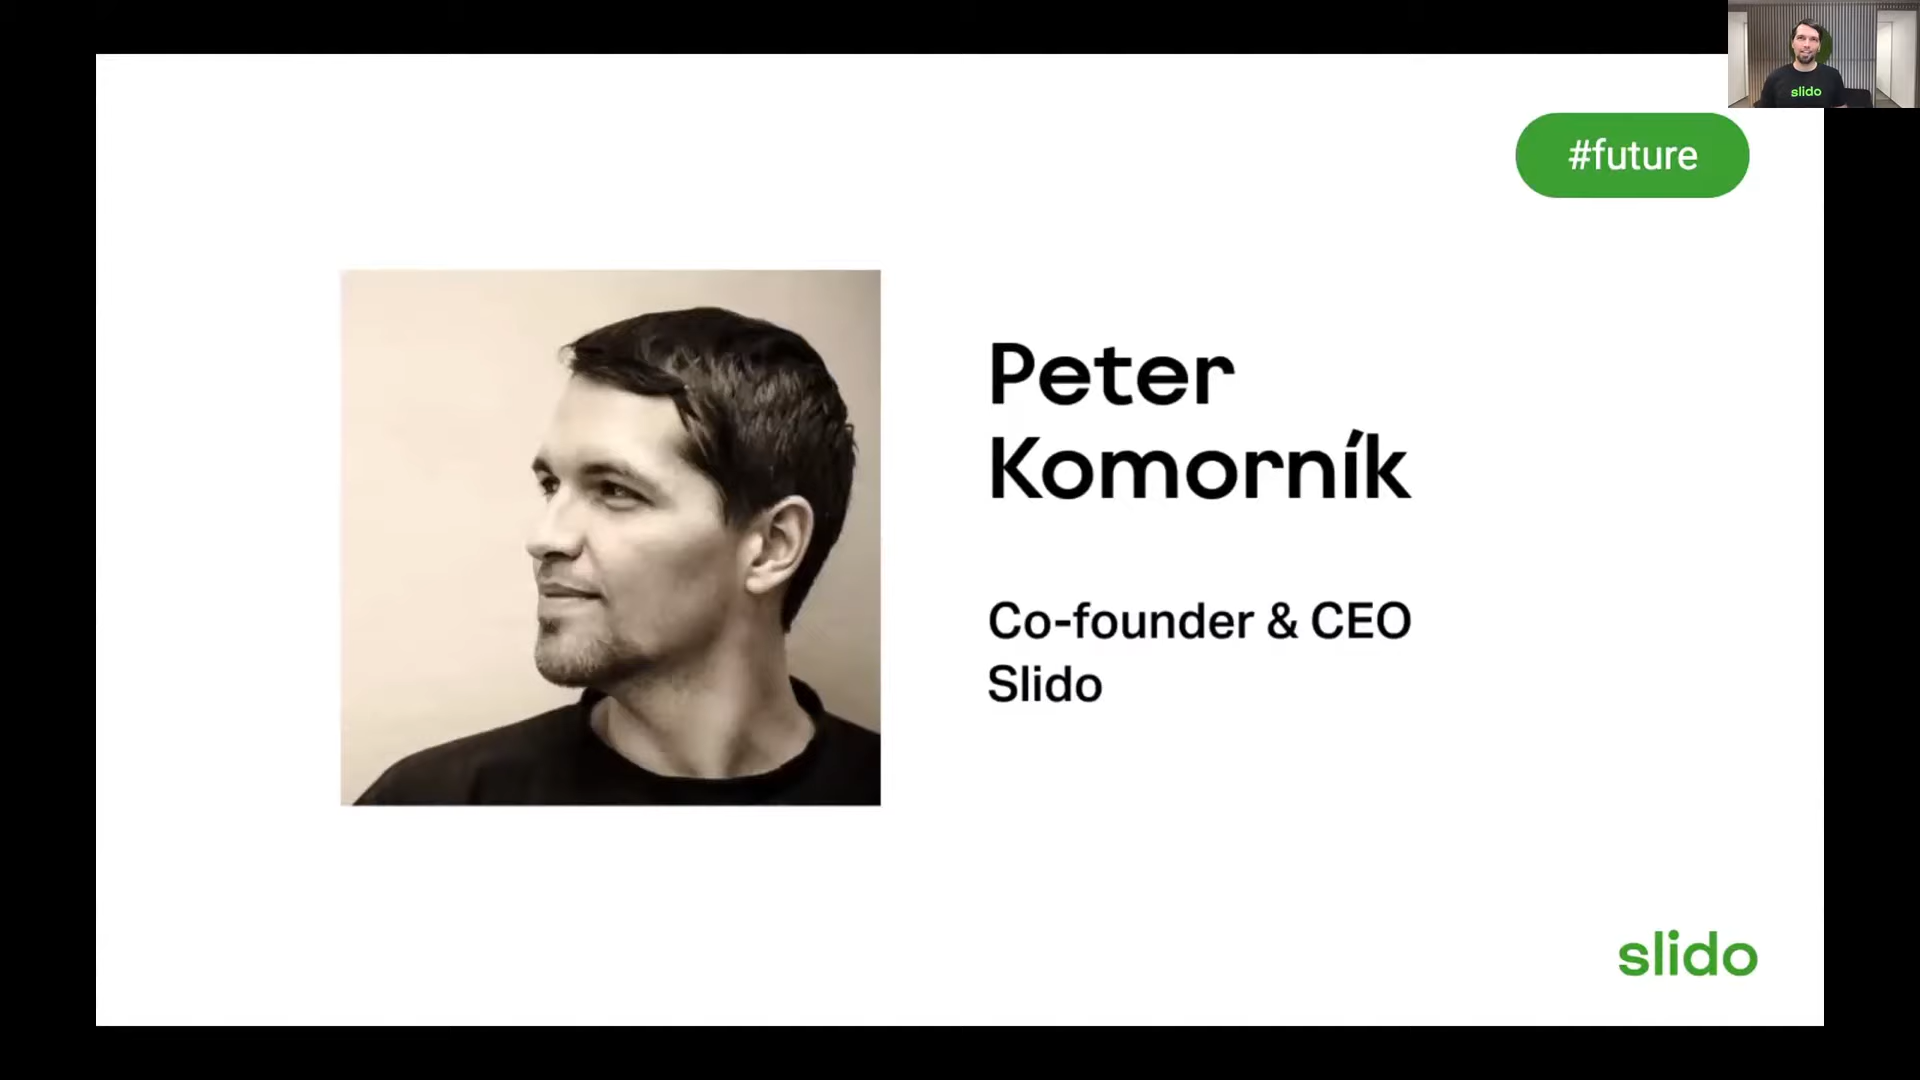 slido
#future
Peter
Komorník
Co-founder & CEO
Slido
slido